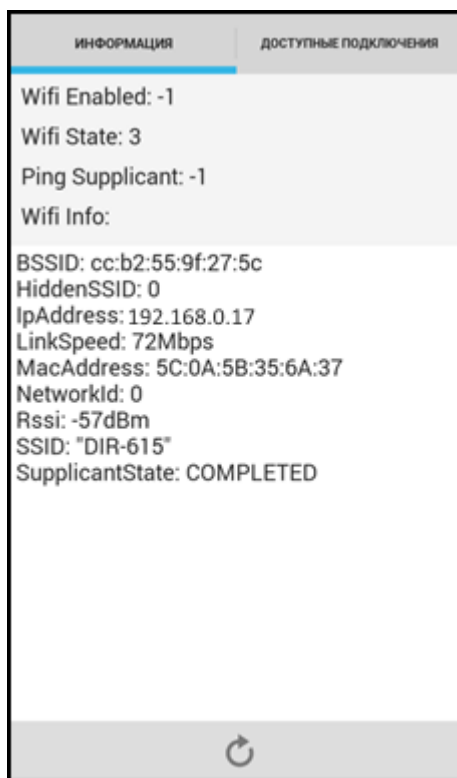 ИНФОРМАЦИЯ
ДОСТУПНЫЕ ПОДКЛЮЧЕНИЯ
Wifi Enabled: -1
Wifi State: 3
Ping Supplicant: -1
Wifi Info:
BSSID: cc:b2:55:9f:27:5c
HiddenSSID: 0
IpAddress: 192.168.0.17
LinkSpeed: 72Mbps
MacAddress: 5C:0A:5B:35:6A:37
NetworkId: 0
Rssi: -57dBm
SSID: "DIR-615"
SupplicantState: COMPLETED